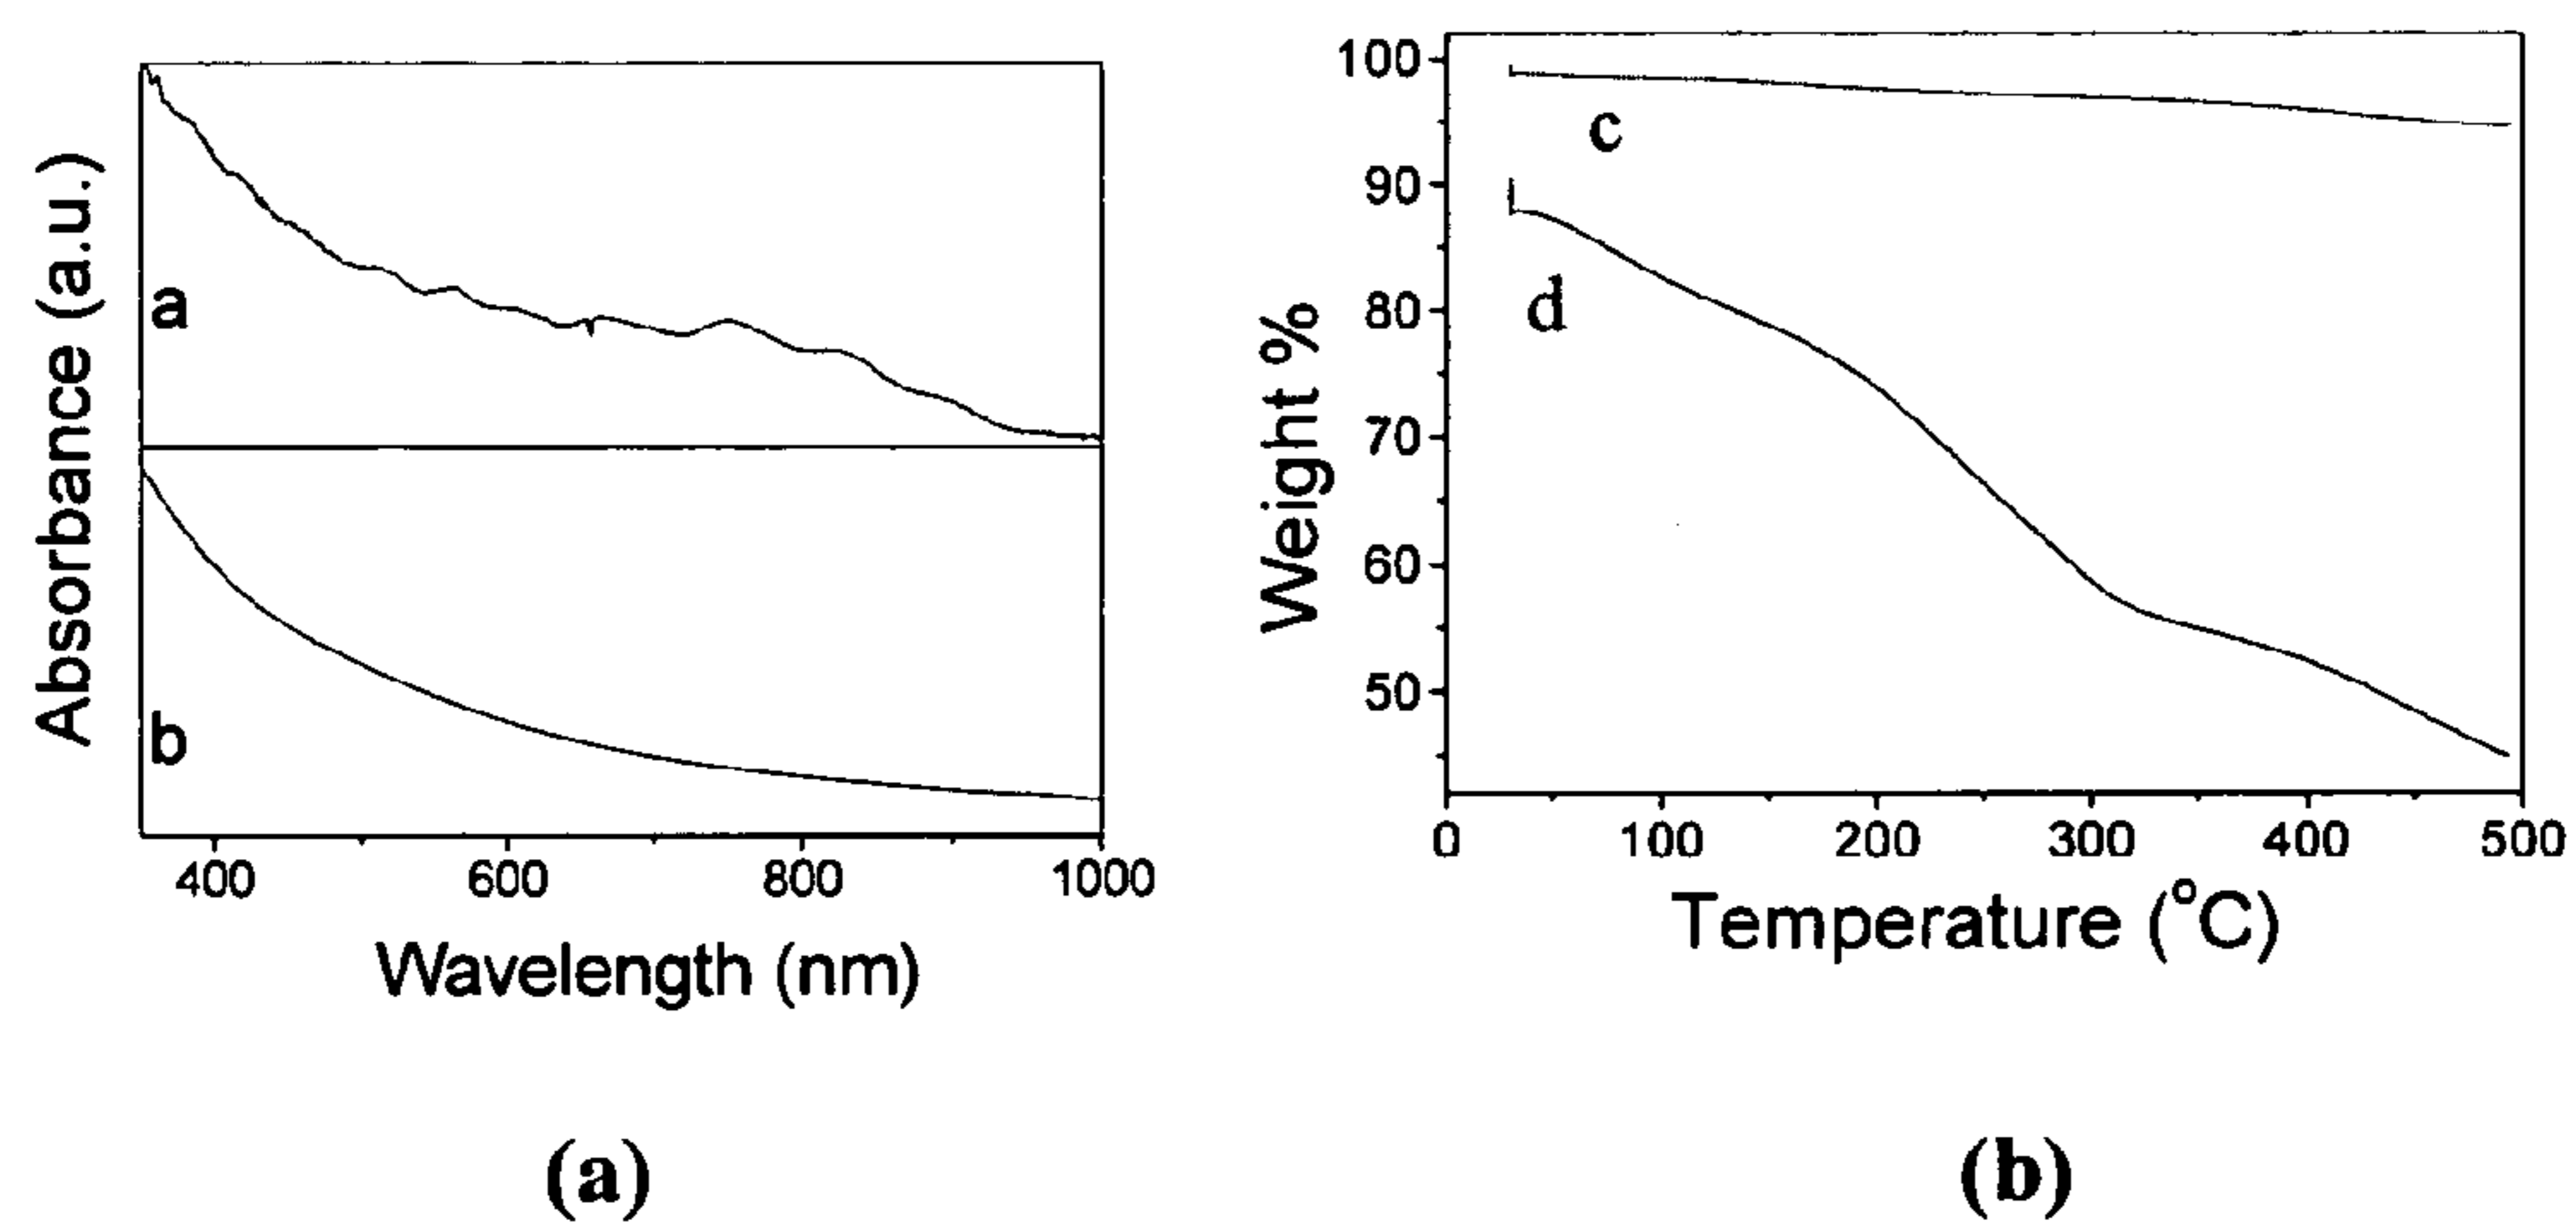 Absorbance (a.u.)
a
b
400 600 800 1000
Wavelength (nm)
(a)
Weight %
100
90
80
70
60
50
c
d
0 100 200 300 400 500
Temperature (°C)
(b)